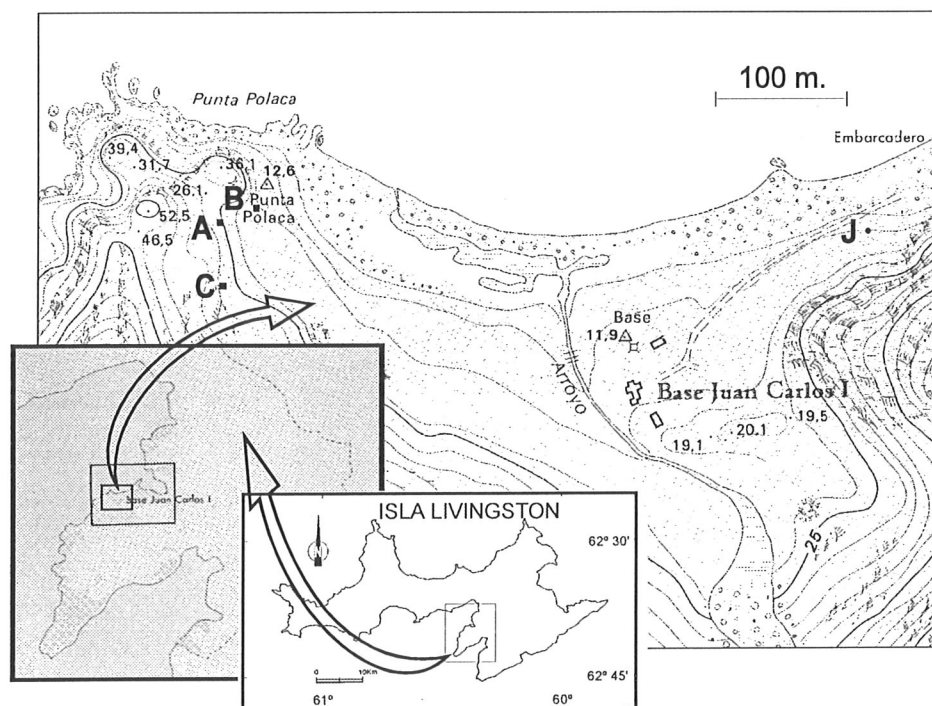 100 m.
Punta Polaca
Embarcadero
39,4
31,7
36,1
12,6
26.1
B
Punta
Polaca
52,5
A
46,5
J
C
Base
11,9
Arroyo
Base Juan Carlos I
19,5
20.1
19,1
25
Base Juan Carlos I
ISLA LIVINGSTON
N
62º 30'
0 10Km
62º 45'
61º
60º